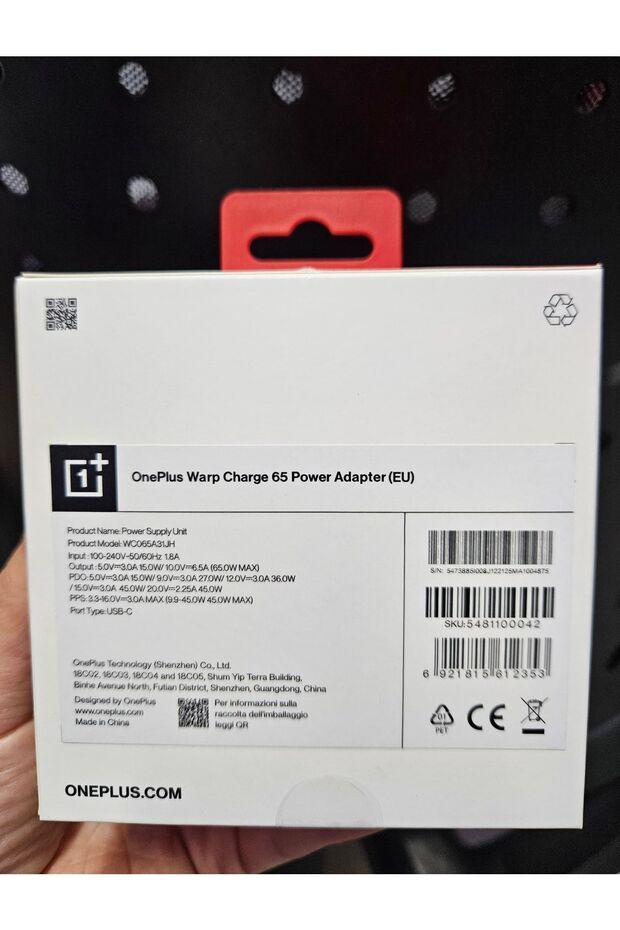 OnePlus Warp Charge 65 Power Adapter (EU)
Product Name: Power Supply Unit
Product Model: WC065A31JH
Input: 100-240V~50/60Hz 1.8A
Output: 5.0V⎓3.0A 15.0W/ 10.0V⎓6.5A (65.0W MAX)
PDO:5.0V⎓3.0A 15.0W/ 9.0V⎓3.0A 27.0W/ 12.0V⎓3.0A 36.0W
/ 15.0V⎓3.0A 45.0W/ 20.0V⎓2.25A 45.0W
PPS: 3.3-16.0V⎓3.0A MAX (9.9-45.0W 45.0W MAX)
Port Type: USB-C
OnePlus Technology (Shenzhen) Co., Ltd.
18C02, 18C03, 18C04 and 18C05, Shum Yip Terra Building,
Binhe Avenue North, Futian District, Shenzhen, Guangdong, China
Designed by OnePlus
www.oneplus.com
Made in China
Per informazioni sulla
raccolta dell'imballaggio
leggi QR
SKU:5481100042
6 921815 612353
01
PET
CE
ONEPLUS.COM